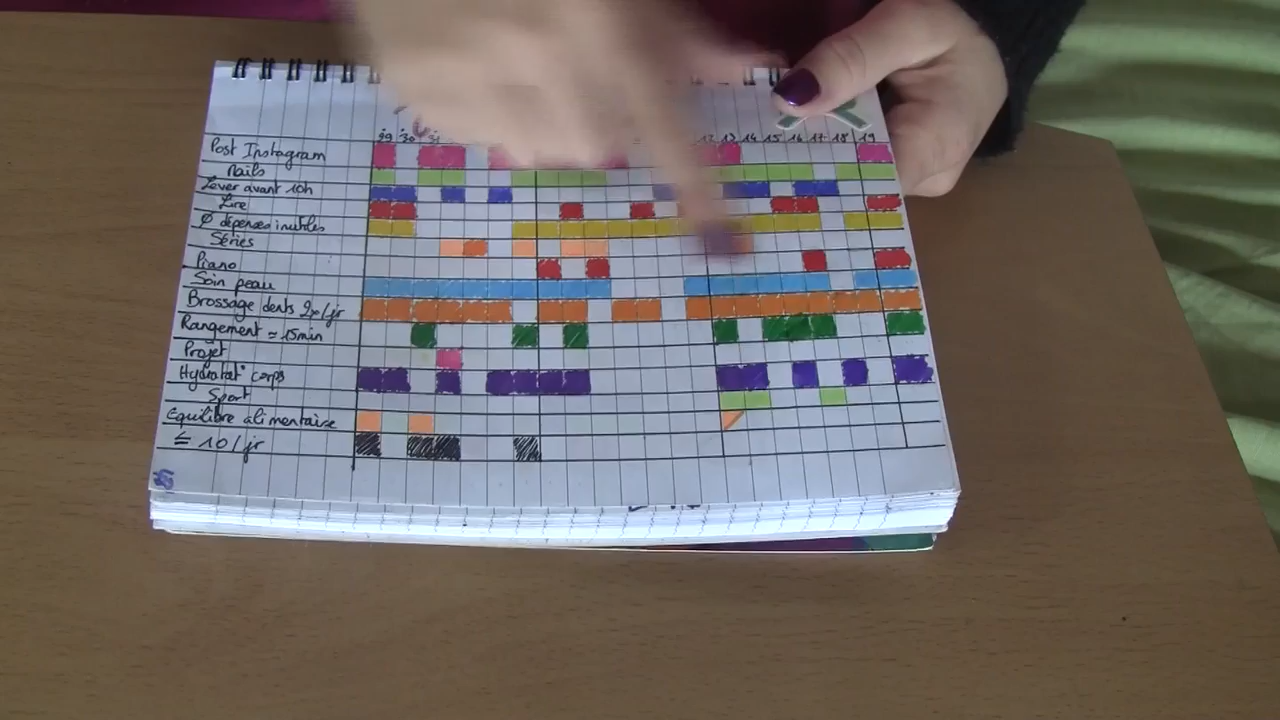 29 30 31 12 13 14 15 16 17 18 19
Post Instagram
Nails
Lever avant 10h
Lire
Ø dépenses inutiles
Séries
Piano
Soin peau
Brossage dents 2x/jr
Rangement ≈ 15min
Projet
Hydratat° corps
Sport
Equilibre alimentaire
≤ 10/jr